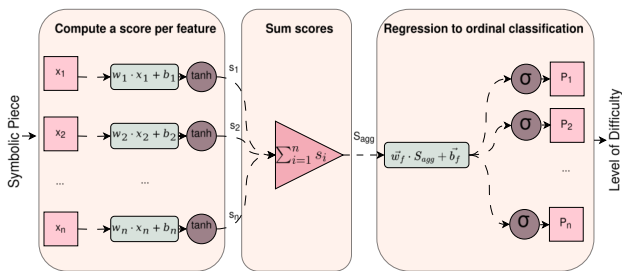 Compute a score per feature
Sum scores
Regression to ordinal classification
Symbolic Piece
x1
w1 · x1 + b1
tanh
s1
x2
w2 · x2 + b2
tanh
s2
...
...
xn
wn · xn + bn
tanh
sn
∑ⁿᵢ₌₁ sᵢ
Sagg
w⃗f · Sagg + b⃗f
σ
P1
σ
P2
...
σ
Pn
Level of Difficulty